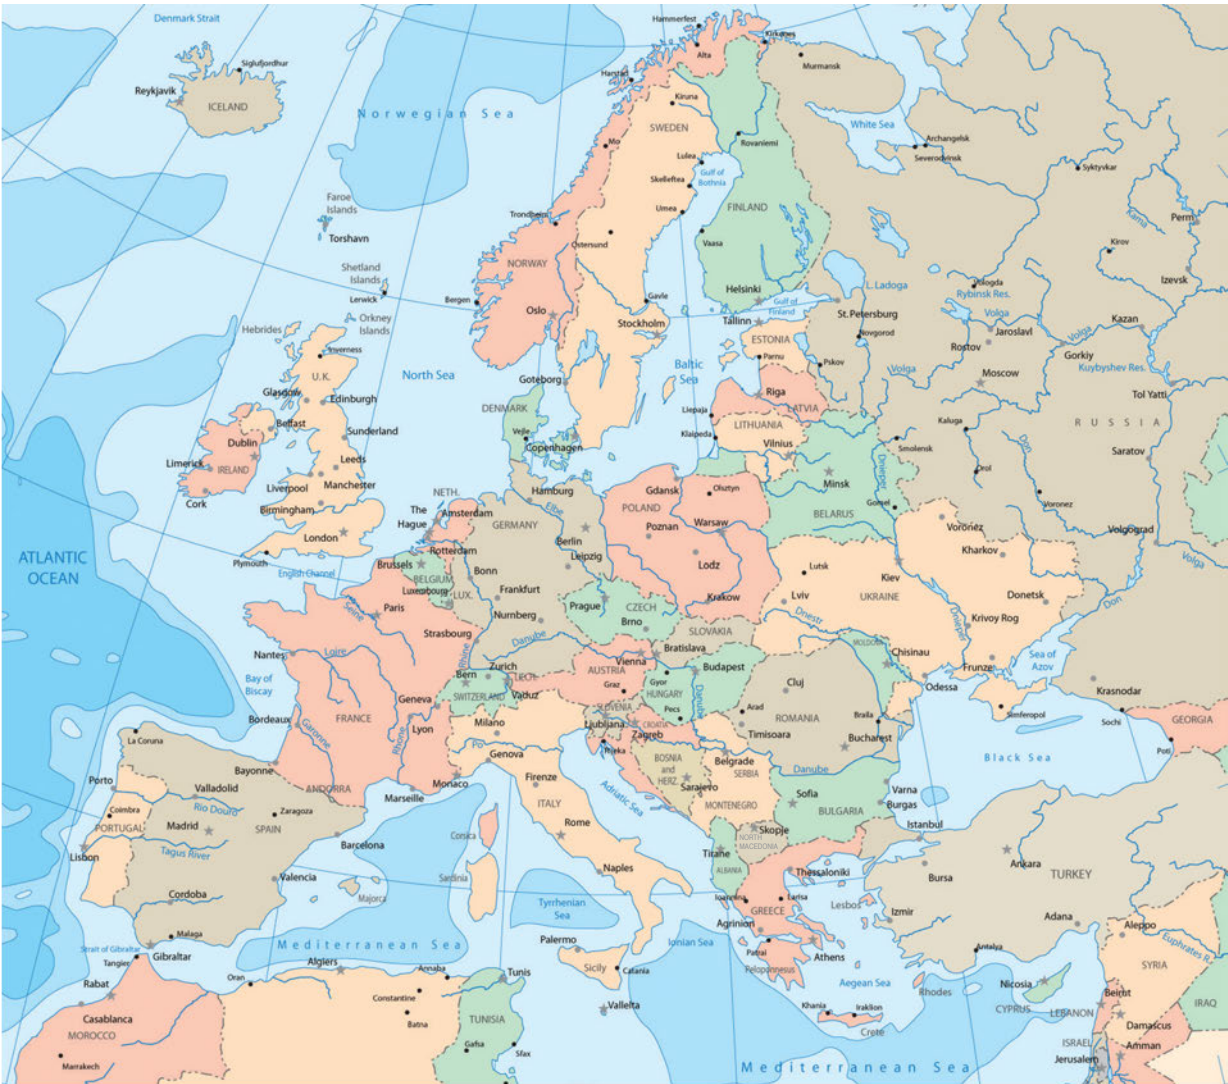 Denmark Strait
Siglufjordhur
Reykjavik
ICELAND
Norwegian Sea
Hammerfest
Kirkenes
Alta
Murmansk
Harstad
Kiruna
SWEDEN
White Sea
Archangelsk
Severodvinsk
Rovaniemi
Mo
Lulea
Gulf of
Bothnia
Skelleftea
Syktyvkar
Umea
FINLAND
Faroe
Islands
Torshavn
Trondheim
Ostersund
Vaasa
Kama
Perm
Kirov
NORWAY
Shetland
Islands
Lerwick
Bergen
Oslo
Gavle
Helsinki
Gulf of
Finland
L. Ladoga
Vologda
Rybinsk Res.
Izevsk
Orkney
Islands
Hebrides
Stockholm
Tallinn
St.Petersburg
Novgorod
Volga
Jaroslavl
Kazan
Volga
Inverness
U.K.
ESTONIA
Parnu
Pskov
Rostov
Gorkiy
Kuybyshev Res.
North Sea
Baltic
Sea
Volga
Moscow
Goteborg
Glasgow
Edinburgh
Riga
LATVIA
Tol Yatti
DENMARK
Liepaja
Belfast
Sunderland
Vejle
Copenhagen
Klaipeda
LITHUANIA
Vilnius
Smolensk
Kaluga
RUSSIA
Dublin
IRELAND
Limerick
Leeds
Manchester
Liverpool
Dnieper
Orol
Don
Saratov
Minsk
Cork
Birmingham
NETH.
Hamburg
Gdansk
Olsztyn
Gomel
Voronez
The
Hague
Amsterdam
Elbe
POLAND
BELARUS
London
GERMANY
Poznan
Warsaw
Voronez
Volgograd
ATLANTIC
OCEAN
Plymouth
Rotterdam
Berlin
Leipzig
Kharkov
Volga
English Channel
Brussels
BELGIUM
Bonn
Lodz
Lutsk
Kiev
Luxembourg
LUX.
Frankfurt
Prague
CZECH
Krakow
Lviv
UKRAINE
Donetsk
Don
Seine
Paris
Nurnberg
Brno
Dnestr
Dnieper
Krivoy Rog
Strasbourg
Danube
SLOVAKIA
MOLDOVA
Nantes
Loire
Rhine
Vienna
Bratislava
Chisinau
Frunze
Sea of
Azov
Zurich
Bern
LIECH.
AUSTRIA
Budapest
Bay of
Biscay
SWITZERLAND
Vaduz
Graz
Gyor
HUNGARY
Cluj
Odessa
Krasnodar
Geneva
Pecs
Danube
Bordeaux
FRANCE
Lyon
Milano
SLOVENIA
Ljubljana
CROATIA
Zagreb
Arad
ROMANIA
Braila
Simferopol
Sochi
GEORGIA
La Coruna
Garonne
Rhone
Po
Genova
Rijeka
Timisoara
Bucharest
Poti
Bayonne
BOSNIA
and
HERZ.
Belgrade
SERBIA
Danube
Black Sea
Porto
Valladolid
ANDORRA
Marseille
Monaco
Firenze
Sarajevo
Sofia
Varna
Burgas
Coimbra
Rio Douro
Zaragoza
ITALY
Adriatic Sea
MONTENEGRO
BULGARIA
PORTUGAL
Madrid
SPAIN
Corsica
Rome
Skopje
NORTH
MACEDONIA
Istanbul
Lisbon
Tagus River
Barcelona
Titane
ALBANIA
Ankara
TURKEY
Valencia
Majorca
Sardinia
Naples
Thessaloniki
Bursa
Cordoba
Tyrrhenian
Sea
Ioannina
Larisa
Lesbos
GREECE
Izmir
Adana
Aleppo
Malaga
Agrinion
Strait of Gibraltar
Gibraltar
Tangier
Mediterranean Sea
Palermo
Ionian Sea
Patrai
Athens
Antalya
Euphrates R.
Algiers
Oran
Annaba
Tunis
Sicily
Catania
Peloponnesus
Aegean Sea
Rhodes
Nicosia
CYPRUS
SYRIA
Rabat
Constantine
Valletta
Khania
Iraklion
Beirut
LEBANON
IRAQ
Casablanca
MOROCCO
Batna
TUNISIA
Crete
Damascus
Marrakech
Gafsa
Sfax
Mediterranean Sea
ISRAEL
Jerusalem
Amman